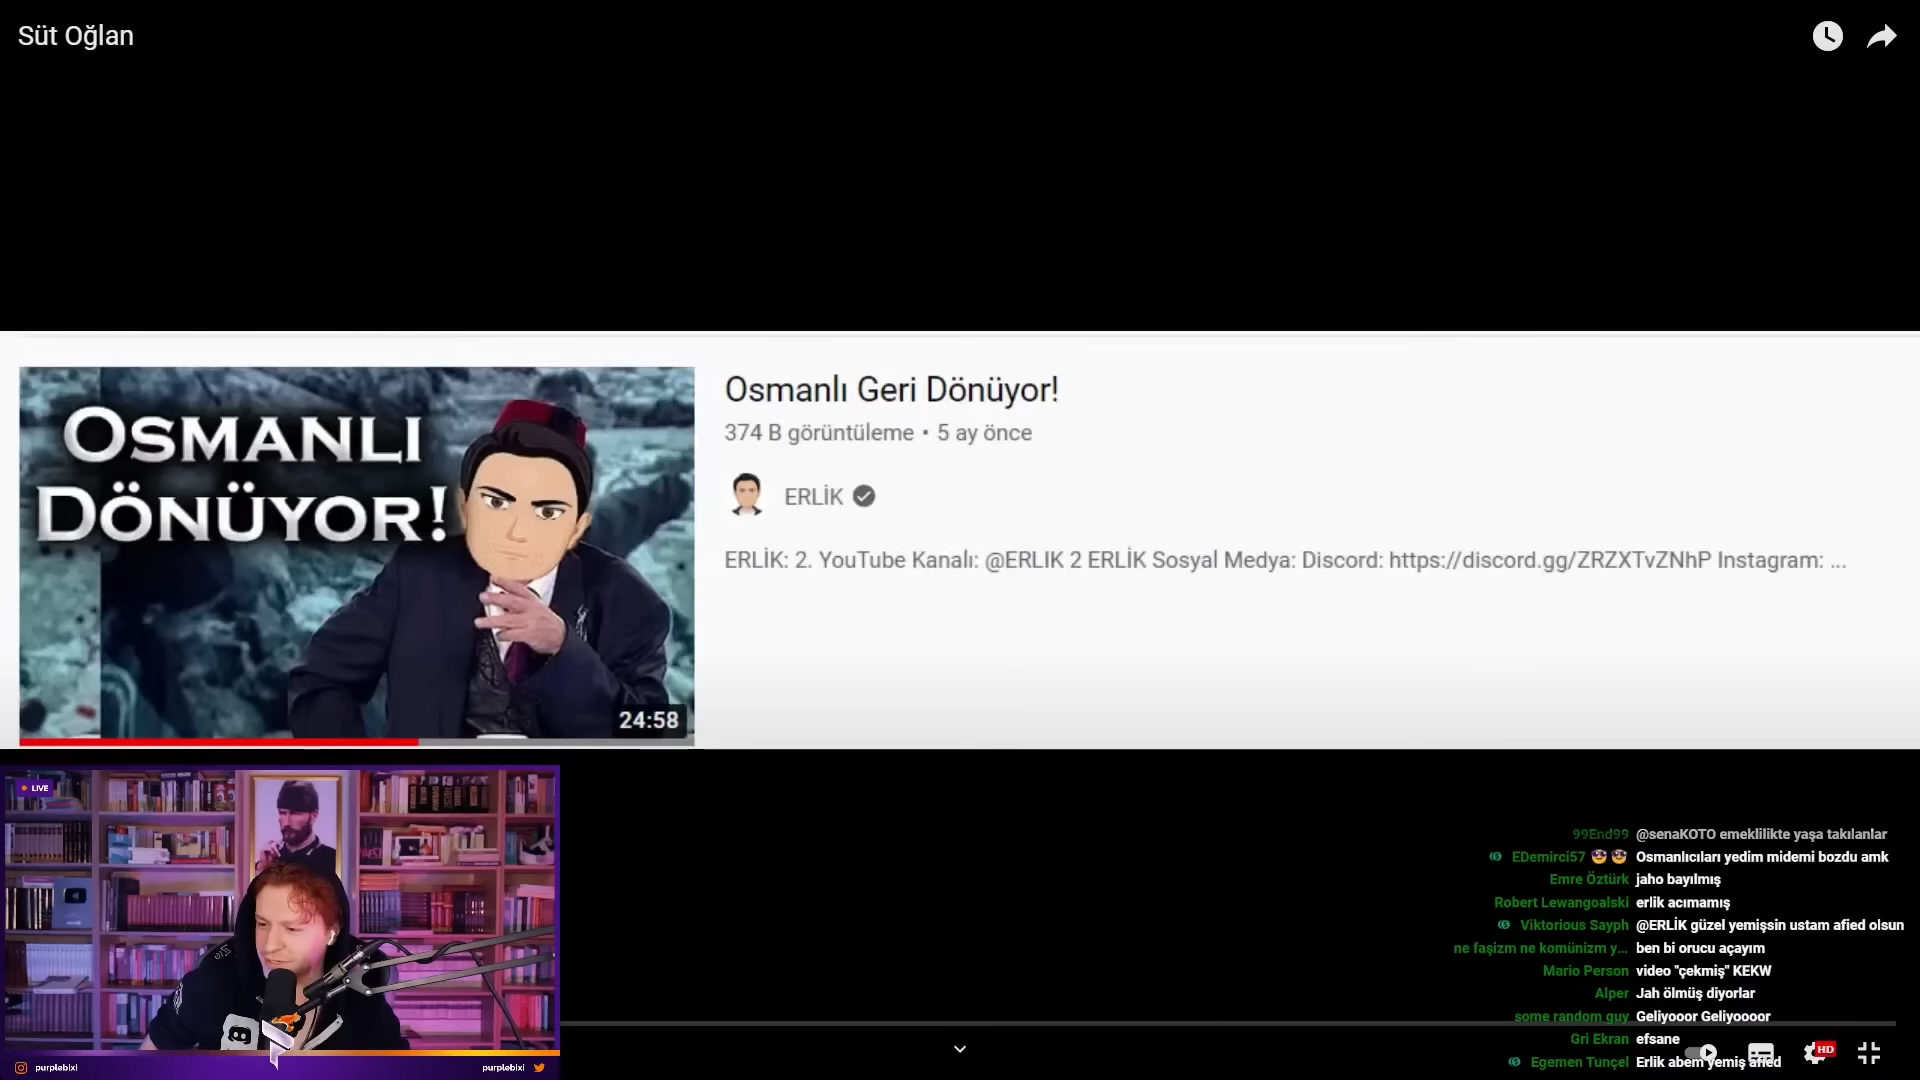 Süt Oğlan
OSMANLI
DÖNÜYOR!
24:58
Osmanlı Geri Dönüyor!
374 B görüntüleme • 5 ay önce
ERLİK
ERLİK: 2. YouTube Kanalı: @ERLIK 2 ERLİK Sosyal Medya: Discord: https://discord.gg/ZRZXTvZNhP Instagram: ...
LIVE
purplebixi
purplebixi
99End99 @senaKOTO emeklilikte yaşa takılanlar
EDemirci57 😎😎 Osmanlıcıları yedim midemi bozdu amk
Emre Öztürk jaho bayılmış
Robert Lewangoalski erlik acımamış
Viktorious Sayph @ERLİK güzel yemişsin ustam afied olsun
ne faşizm ne komünizm y... ben bi orucu açayım
Mario Person video "çekmiş" KEKW
Alper Jah ölmüş diyorlar
some random guy Geliyooor Geliyoooor
Gri Ekran efsane
Egemen Tunçel Erlik abem yemiş afied
HD